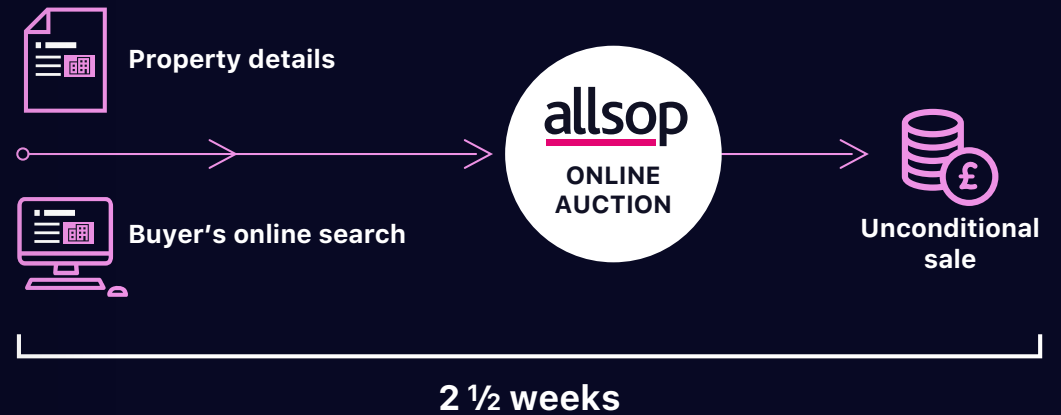 Property details
allsop
ONLINE
AUCTION
Buyer's online search
Unconditional
sale
2 ½ weeks